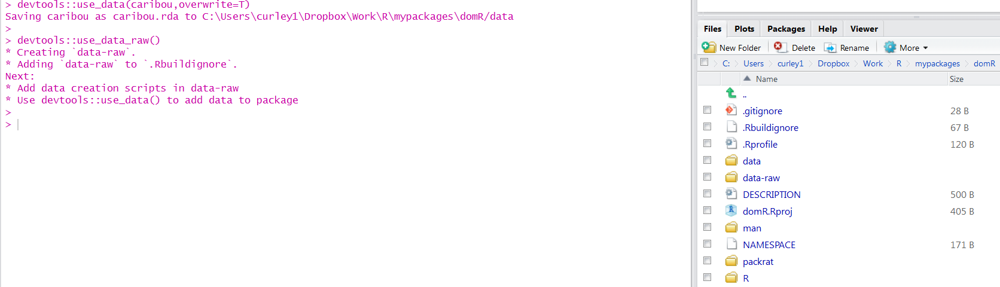 > devtools::use_data(caribou,overwrite=T)
Saving caribou as caribou.rda to C:\Users\curley1\Dropbox\Work\R\mypackages\domR/data
>
> devtools::use_data_raw()
* Creating `data-raw`.
* Adding `data-raw` to `.Rbuildignore`.
Next:
* Add data creation scripts in data-raw
* Use devtools::use_data() to add data to package
>
>
Files Plots Packages Help Viewer
New Folder Delete Rename More
C: Users curley1 Dropbox Work R mypackages domR
Name Size
..
.gitignore 28 B
.Rbuildignore 67 B
.Rprofile 120 B
data
data-raw
DESCRIPTION 500 B
domR.Rproj 405 B
man
NAMESPACE 171 B
packrat
R